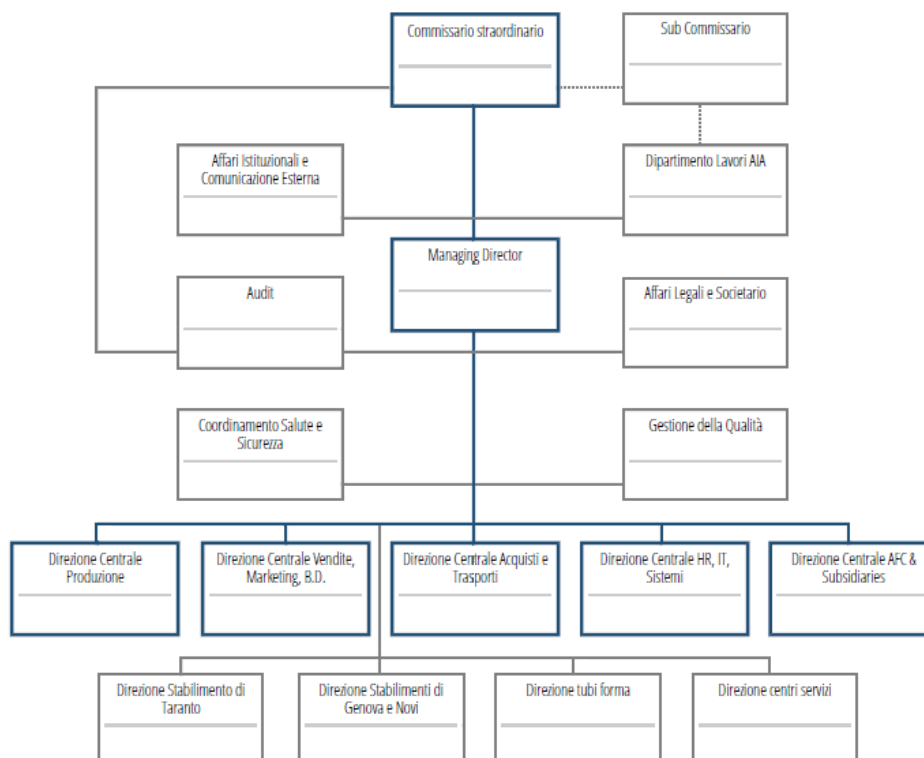 Commissario straordinario
Sub Commissario
Affari Istituzionali e
Comunicazione Esterna
Dipartimento Lavori AIA
Managing Director
Audit
Affari Legali e Societario
Coordinamento Salute e
Sicurezza
Gestione della Qualità
Direzione Centrale
Produzione
Direzione Centrale Vendite,
Marketing, B.D.
Direzione Centrale Acquisti e
Trasporti
Direzione Centrale HR, IT,
Sistemi
Direzione Centrale AFC &
Subsidiaries
Direzione Stabilimento di
Taranto
Direzione Stabilimenti di
Genova e Novi
Direzione tubi forma
Direzione centri servizi